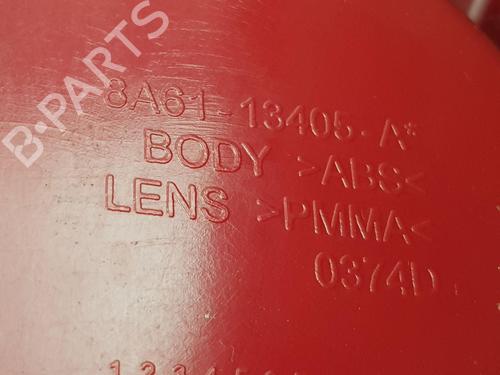 B-PARTS
8A61-13405-A*
BODY >ABS<
LENS >PMMA<
0374D